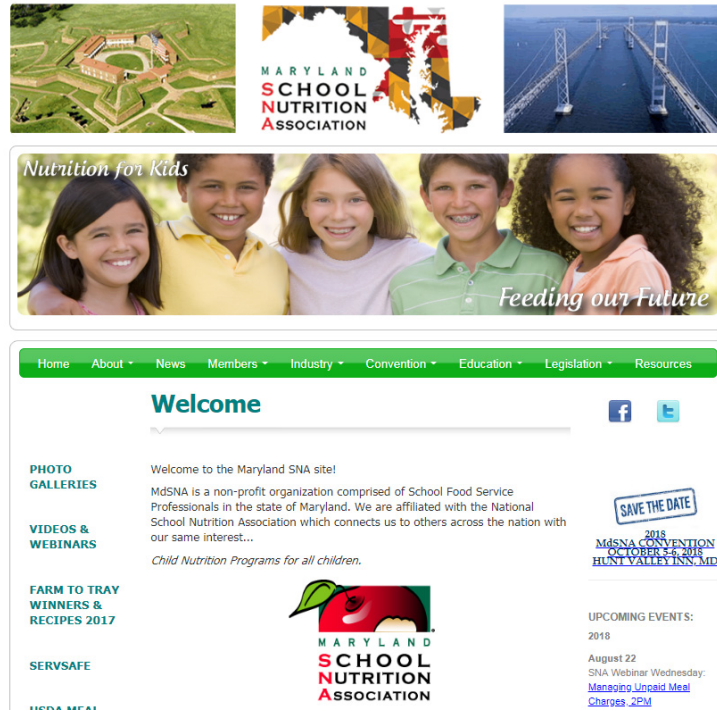 MARYLAND
SCHOOL
NUTRITION
ASSOCIATION
Nutrition for Kids
Feeding our Future
Home About News Members Industry Convention Education Legislation Resources
Welcome
PHOTO
GALLERIES
VIDEOS &
WEBINARS
FARM TO TRAY
WINNERS &
RECIPES 2017
SERVSAFE
USDA MEAL
Welcome to the Maryland SNA site!
MdSNA is a non-profit organization comprised of School Food Service
Professionals in the state of Maryland. We are affiliated with the National
School Nutrition Association which connects us to others across the nation with
our same interest...
Child Nutrition Programs for all children.
MARYLAND
SCHOOL
NUTRITION
ASSOCIATION
f
t
SAVE THE DATE
2018
MdSNA CONVENTION
OCTOBER 5-6, 2018
HUNT VALLEY INN, MD
UPCOMING EVENTS:
2018
August 22
SNA Webinar Wednesday:
Managing Unpaid Meal
Charges, 2PM